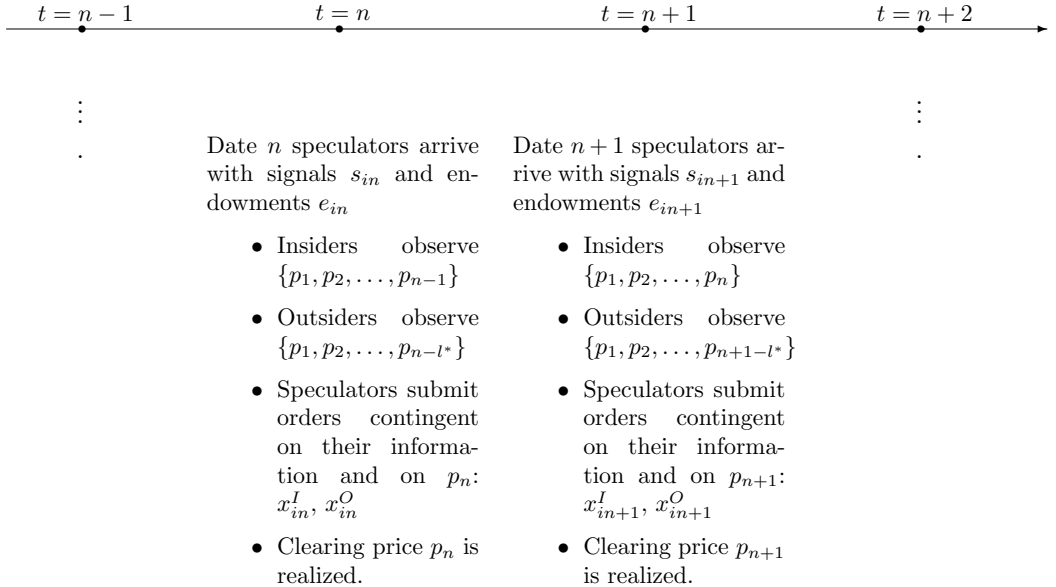 t = n − 1
t = n
t = n + 1
t = n + 2
Date n speculators arrive
with signals s_{in} and en-
dowments e_{in}
• Insiders observe
{p_1, p_2, . . . , p_{n−1}}
• Outsiders observe
{p_1, p_2, . . . , p_{n−l*}}
• Speculators submit
orders contingent
on their informa-
tion and on p_n:
x_{in}^I, x_{in}^O
• Clearing price p_n is
realized.
Date n + 1 speculators ar-
rive with signals s_{in+1} and
endowments e_{in+1}
• Insiders observe
{p_1, p_2, . . . , p_n}
• Outsiders observe
{p_1, p_2, . . . , p_{n+1−l*}}
• Speculators submit
orders contingent
on their informa-
tion and on p_{n+1}:
x_{in+1}^I, x_{in+1}^O
• Clearing price p_{n+1}
is realized.